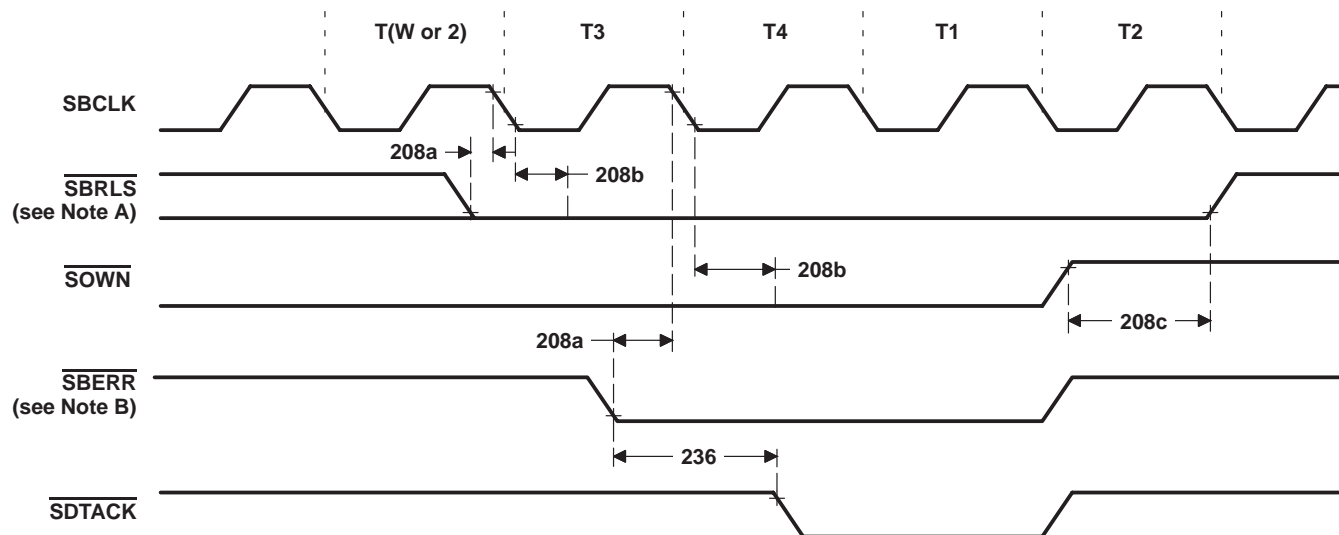 T(W or 2) T3 T4 T1 T2
SBCLK
208a
208b
SBRLS
(see Note A)
SOWN
208b
208c
208a
SBERR
(see Note B)
236
SDTACK